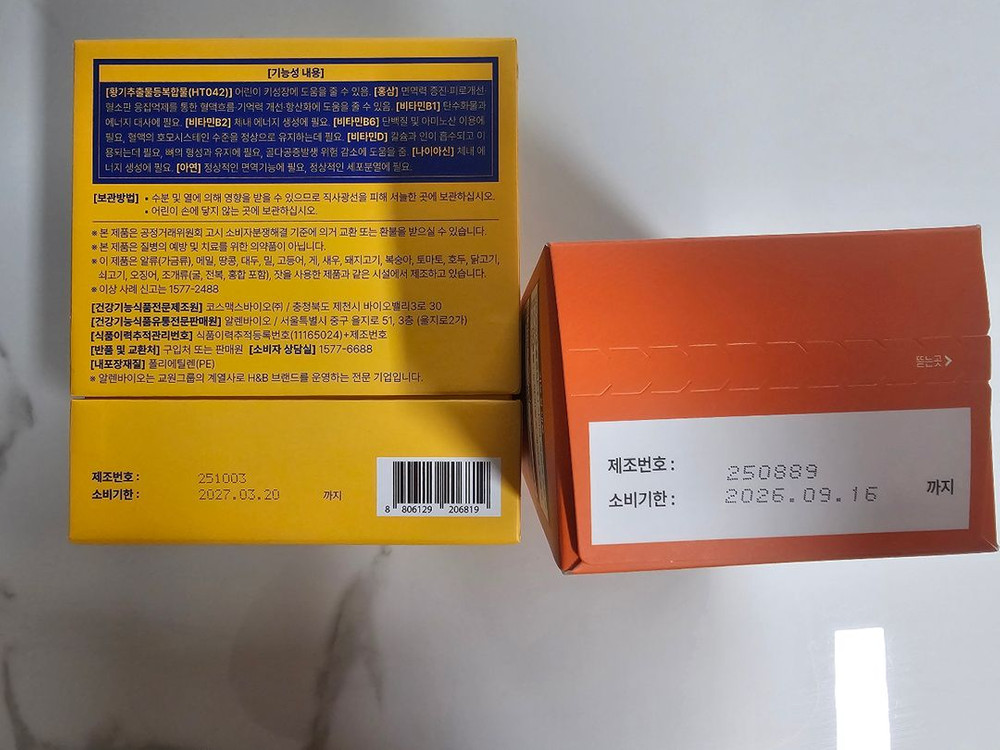 [기능성 내용]
[황기추출물등복합물(HT042)] 어린이 키성장에 도움을 줄 수 있음. [홍삼] 면역력 증진·피로개선·
혈소판 응집억제를 통한 혈액흐름·기억력 개선·항산화에 도움을 줄 수 있음. [비타민B1] 탄수화물과
에너지 대사에 필요. [비타민B2] 체내 에너지 생성에 필요. [비타민B6] 단백질 및 아미노산 이용에
필요, 혈액의 호모시스테인 수준을 정상으로 유지하는데 필요. [비타민D] 칼슘과 인이 흡수되고 이
용되는데 필요, 뼈의 형성과 유지에 필요, 골다공증발생 위험 감소에 도움을 줌. [나이아신] 체내 에
너지 생성에 필요. [아연] 정상적인 면역기능에 필요, 정상적인 세포분열에 필요.
[보관방법] • 수분 및 열에 의해 영향을 받을 수 있으므로 직사광선을 피해 서늘한 곳에 보관하십시오.
• 어린이 손에 닿지 않는 곳에 보관하십시오.
※ 본 제품은 공정거래위원회 고시 소비자분쟁해결 기준에 의거 교환 또는 환불을 받으실 수 있습니다.
※ 본 제품은 질병의 예방 및 치료를 위한 의약품이 아닙니다.
※ 이 제품은 알류(가금류), 메밀, 땅콩, 대두, 밀, 고등어, 게, 새우, 돼지고기, 복숭아, 토마토, 호두, 닭고기,
쇠고기, 오징어, 조개류(굴, 전복, 홍합 포함), 잣을 사용한 제품과 같은 시설에서 제조하고 있습니다.
※ 이상 사례 신고는 1577-2488
[건강기능식품전문제조원] 코스맥스바이오㈜ / 충청북도 제천시 바이오밸리3로 30
[건강기능식품유통전문판매원] 알렌바이오 / 서울특별시 중구 을지로 51, 3층 (을지로2가)
[식품이력추적관리번호] 식품이력추적등록번호(11165024)+제조번호
[반품 및 교환처] 구입처 또는 판매원 [소비자 상담실] 1577-6688
[내포장재질] 폴리에틸렌(PE)
※ 알렌바이오는 교원그룹의 계열사로 H&B 브랜드를 운영하는 전문 기업입니다.
제조번호 : 251003
소비기한 : 2027.03.20 까지
8 806129 206819
뜯는곳
제조번호 : 250889
소비기한 : 2026.09.16 까지